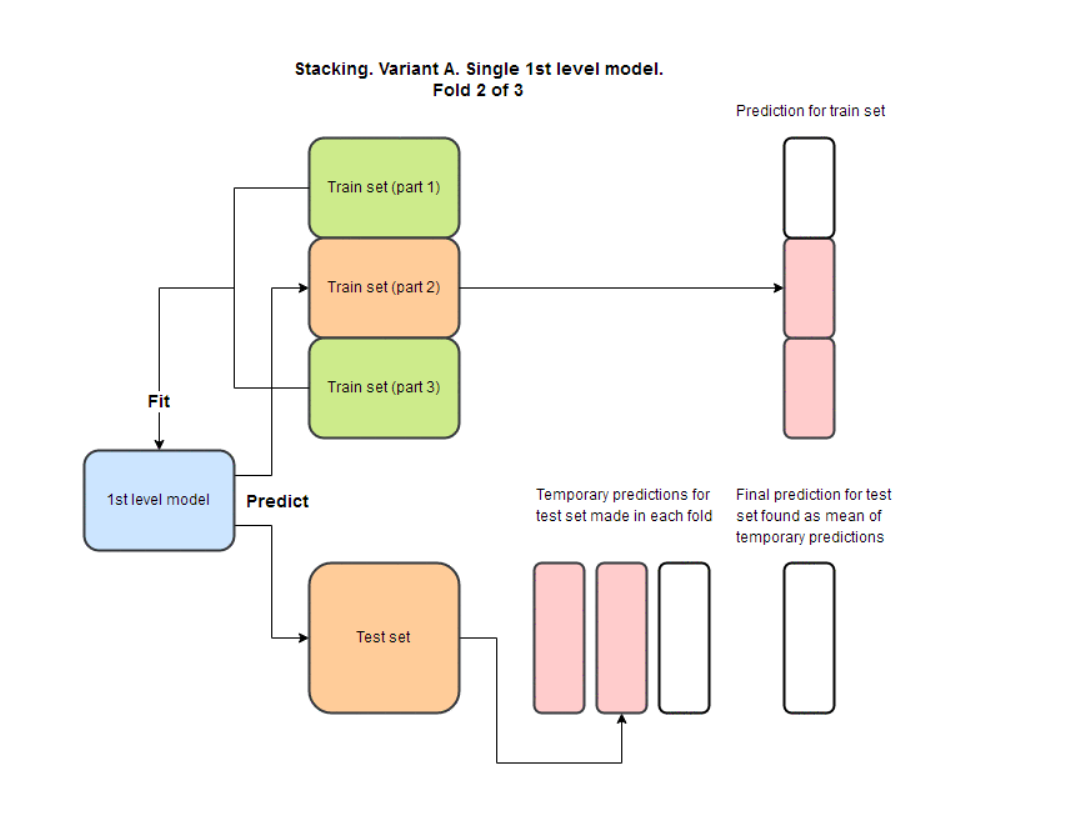 Stacking. Variant A. Single 1st level model.
Fold 2 of 3
Prediction for train set
Train set (part 1)
Train set (part 2)
Train set (part 3)
Fit
1st level model
Predict
Temporary predictions for
test set made in each fold
Final prediction for test
set found as mean of
temporary predictions
Test set